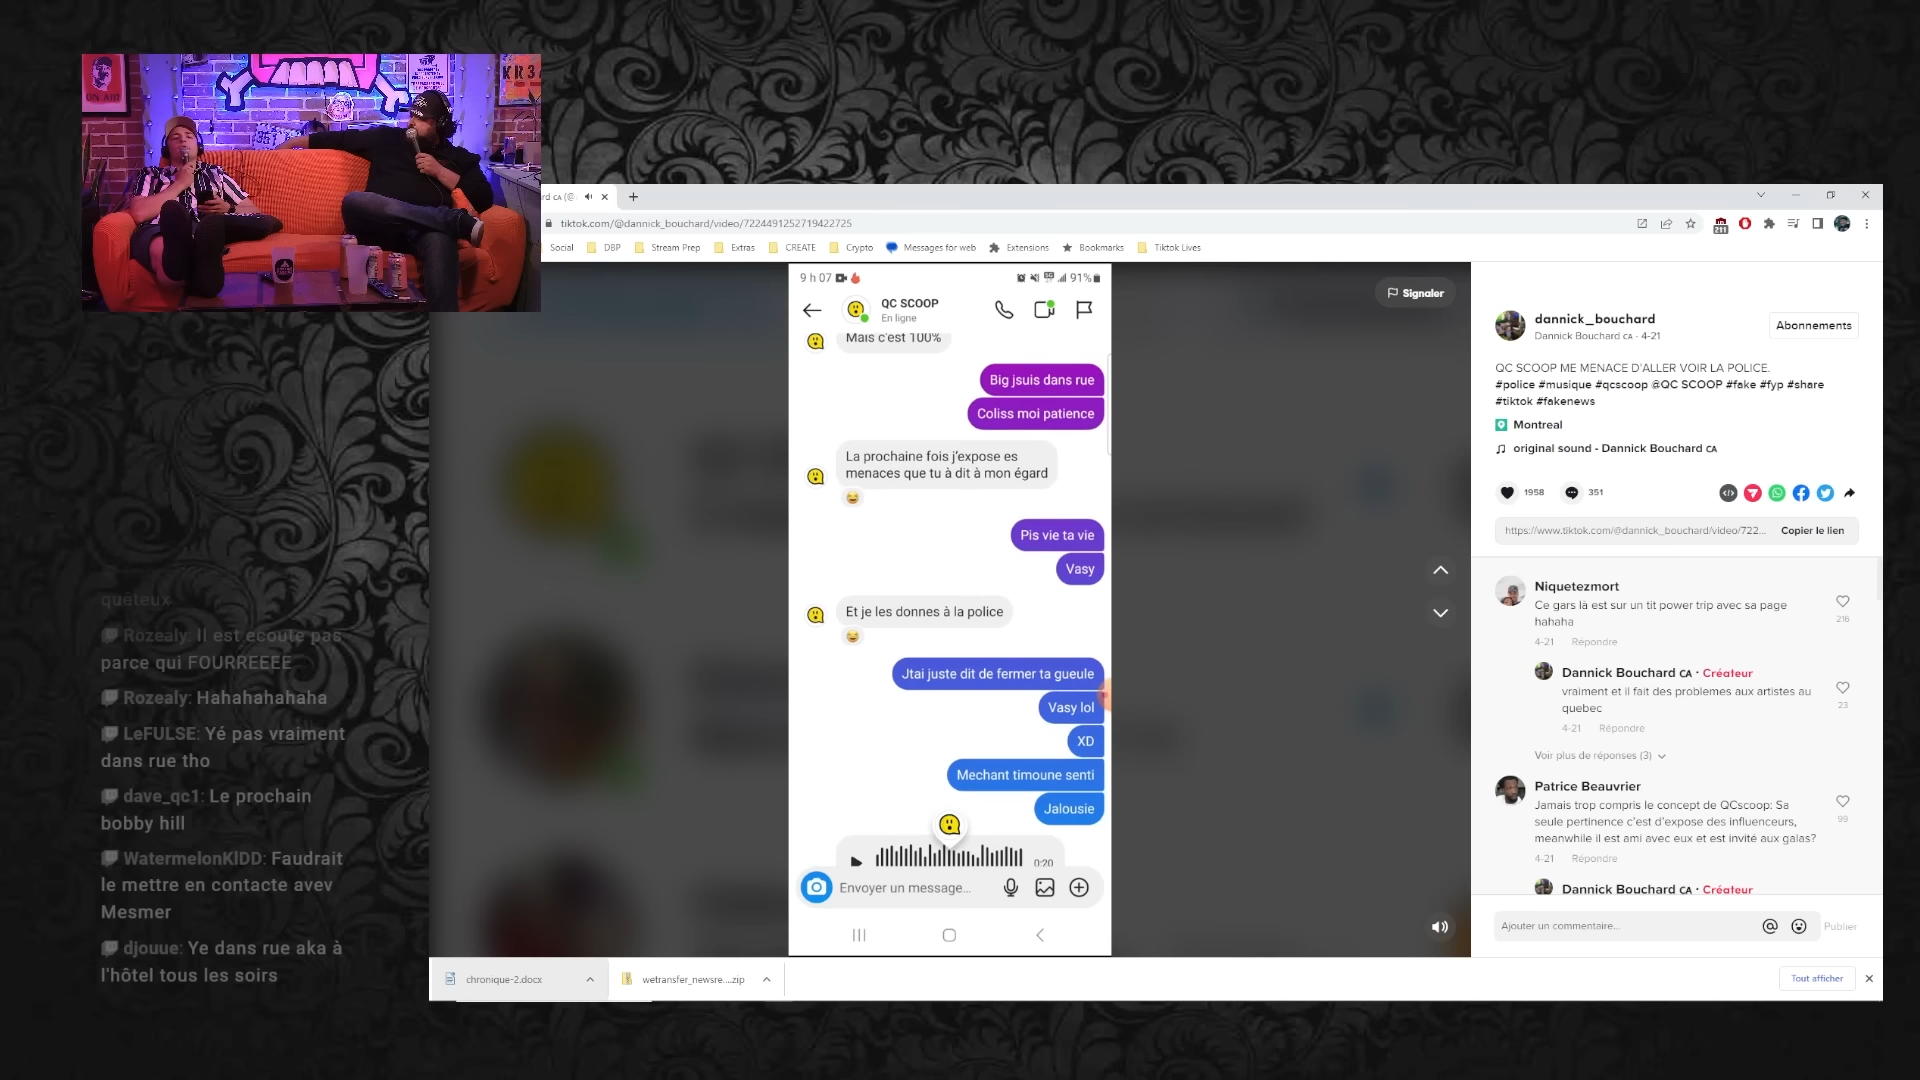 ON AIR
KR3
rd CA (@
tiktok.com/@dannick_bouchard/video/7224491252719422725
211
Social
DBP
Stream Prep
Extras
CREATE
Crypto
Messages for web
Extensions
Bookmarks
Tiktok Lives
9 h 07
91%
QC SCOOP
En ligne
Mais c'est 100%
Big jsuis dans rue
Coliss moi patience
La prochaine fois j'expose es
menaces que tu à dit à mon égard
Pis vie ta vie
Vasy
Et je les donnes à la police
Jtai juste dit de fermer ta gueule
Vasy lol
XD
Mechant timoune senti
Jalousie
0:20
Envoyer un message...
Signaler
dannick_bouchard
Dannick Bouchard CA · 4-21
Abonnements
QC SCOOP ME MENACE D'ALLER VOIR LA POLICE.
#police #musique #qcscoop @QC SCOOP #fake #fyp #share
#tiktok #fakenews
Montreal
original sound - Dannick Bouchard CA
1958
351
https://www.tiktok.com/@dannick_bouchard/video/722...
Copier le lien
Niquetezmort
Ce gars là est sur un tit power trip avec sa page
hahaha
216
4-21 Répondre
Dannick Bouchard CA · Créateur
vraiment et il fait des problemes aux artistes au
quebec
23
4-21 Répondre
Voir plus de réponses (3)
Patrice Beauvrier
Jamais trop compris le concept de QCscoop: Sa
seule pertinence c'est d'expose des influenceurs,
meanwhile il est ami avec eux et est invité aux galas?
99
4-21 Répondre
Dannick Bouchard CA · Créateur
Ajouter un commentaire...
Publier
quêteux
Rozealy: Il est ecoute pas
parce qui FOURREEEE
Rozealy: Hahahahahaha
LeFULSE: Yé pas vraiment
dans rue tho
dave_qc1: Le prochain
bobby hill
WatermelonKIDD: Faudrait
le mettre en contacte avev
Mesmer
djouue: Ye dans rue aka à
l'hôtel tous les soirs
chronique-2.docx
wetransfer_newsre....zip
Tout afficher